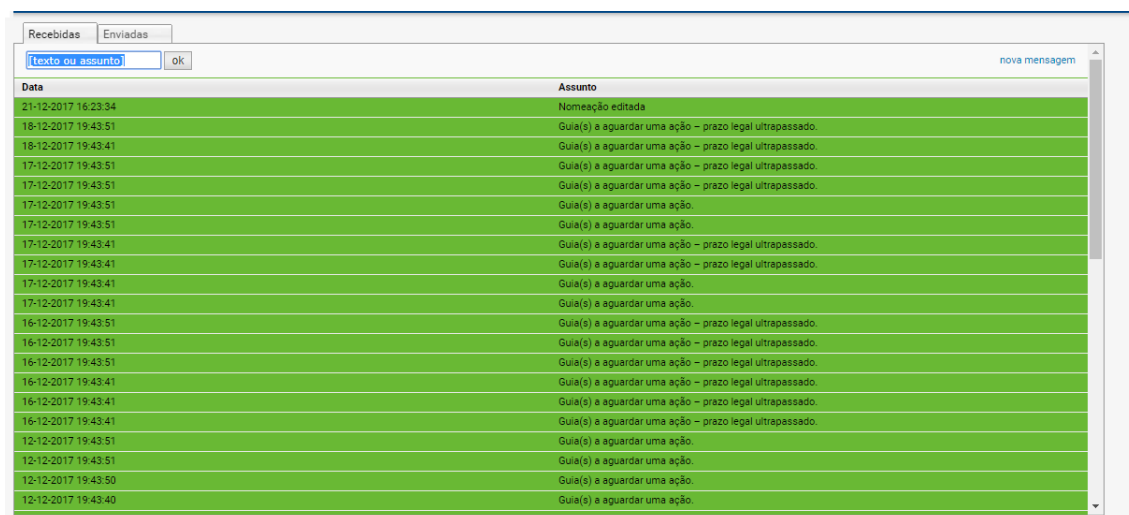 Recebidas Enviadas
[texto ou assunto] ok nova mensagem
Data Assunto
21-12-2017 16:23:34 Nomeação editada
18-12-2017 19:43:51 Guia(s) a aguardar uma ação – prazo legal ultrapassado.
18-12-2017 19:43:41 Guia(s) a aguardar uma ação – prazo legal ultrapassado.
17-12-2017 19:43:51 Guia(s) a aguardar uma ação – prazo legal ultrapassado.
17-12-2017 19:43:51 Guia(s) a aguardar uma ação – prazo legal ultrapassado.
17-12-2017 19:43:51 Guia(s) a aguardar uma ação.
17-12-2017 19:43:51 Guia(s) a aguardar uma ação.
17-12-2017 19:43:41 Guia(s) a aguardar uma ação – prazo legal ultrapassado.
17-12-2017 19:43:41 Guia(s) a aguardar uma ação – prazo legal ultrapassado.
17-12-2017 19:43:41 Guia(s) a aguardar uma ação.
17-12-2017 19:43:41 Guia(s) a aguardar uma ação.
16-12-2017 19:43:51 Guia(s) a aguardar uma ação – prazo legal ultrapassado.
16-12-2017 19:43:51 Guia(s) a aguardar uma ação – prazo legal ultrapassado.
16-12-2017 19:43:51 Guia(s) a aguardar uma ação – prazo legal ultrapassado.
16-12-2017 19:43:41 Guia(s) a aguardar uma ação – prazo legal ultrapassado.
16-12-2017 19:43:41 Guia(s) a aguardar uma ação – prazo legal ultrapassado.
16-12-2017 19:43:41 Guia(s) a aguardar uma ação – prazo legal ultrapassado.
12-12-2017 19:43:51 Guia(s) a aguardar uma ação.
12-12-2017 19:43:51 Guia(s) a aguardar uma ação.
12-12-2017 19:43:50 Guia(s) a aguardar uma ação.
12-12-2017 19:43:40 Guia(s) a aguardar uma ação.